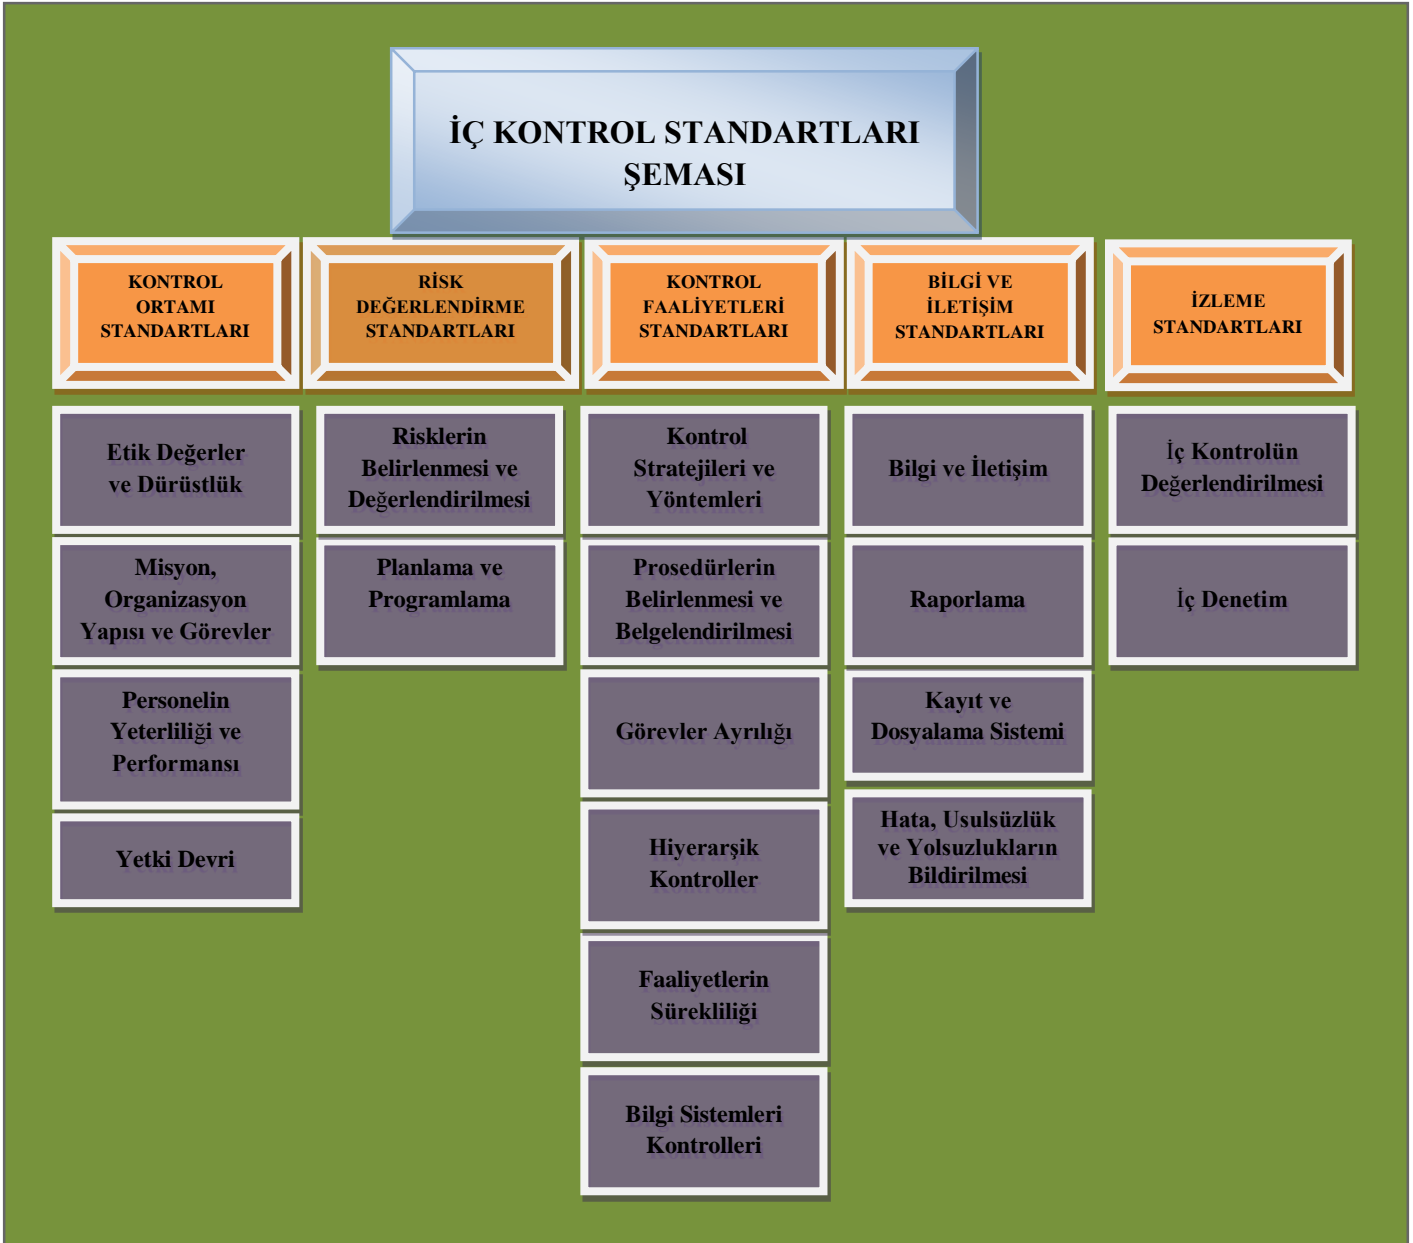 İÇ KONTROL STANDARTLARI
ŞEMASI
KONTROL
ORTAMI
STANDARTLARI
Etik Değerler
ve Dürüstlük
Misyon,
Organizasyon
Yapısı ve Görevler
Personelin
Yeterliliği ve
Performansı
Yetki Devri
RİSK
DEĞERLENDİRME
STANDARTLARI
Risklerin
Belirlenmesi ve
Değerlendirilmesi
Planlama ve
Programlama
KONTROL
FAALİYETLERİ
STANDARTLARI
Kontrol
Stratejileri ve
Yöntemleri
Prosedürlerin
Belirlenmesi ve
Belgelendirilmesi
Görevler Ayrılığı
Hiyerarşik
Kontroller
Faaliyetlerin
Sürekliliği
Bilgi Sistemleri
Kontrolleri
BİLGİ VE
İLETİŞİM
STANDARTLARI
Bilgi ve İletişim
Raporlama
Kayıt ve
Dosyalama Sistemi
Hata, Usulsüzlük
ve Yolsuzlukların
Bildirilmesi
İZLEME
STANDARTLARI
İç Kontrolün
Değerlendirilmesi
İç Denetim